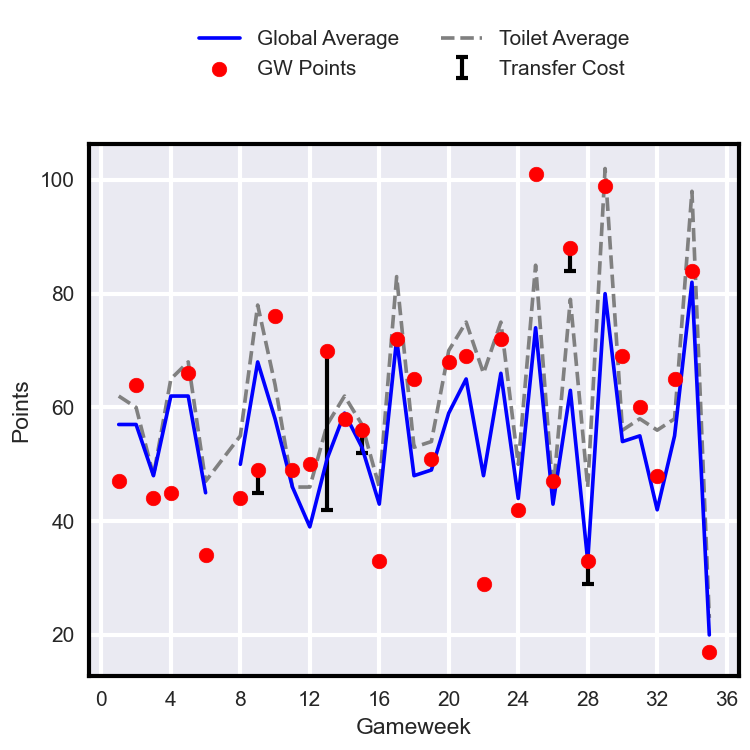 Global Average
Toilet Average
GW Points
Transfer Cost
100
80
60
40
20
Points
0 4 8 12 16 20 24 28 32 36
Gameweek